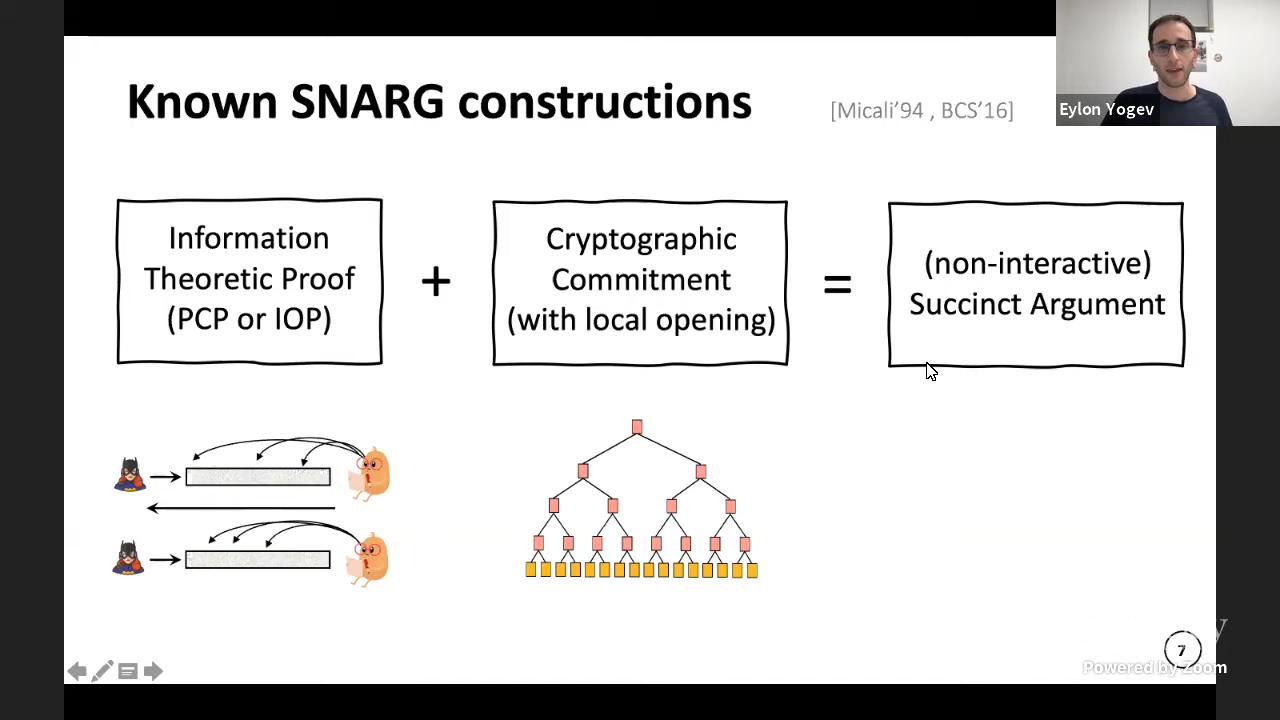 Known SNARG constructions
[Micali'94 , BCS'16]
Eylon Yogev
Information
Theoretic Proof
(PCP or IOP)
+
Cryptographic
Commitment
(with local opening)
=
(non-interactive)
Succinct Argument
7
Powered by Zoom